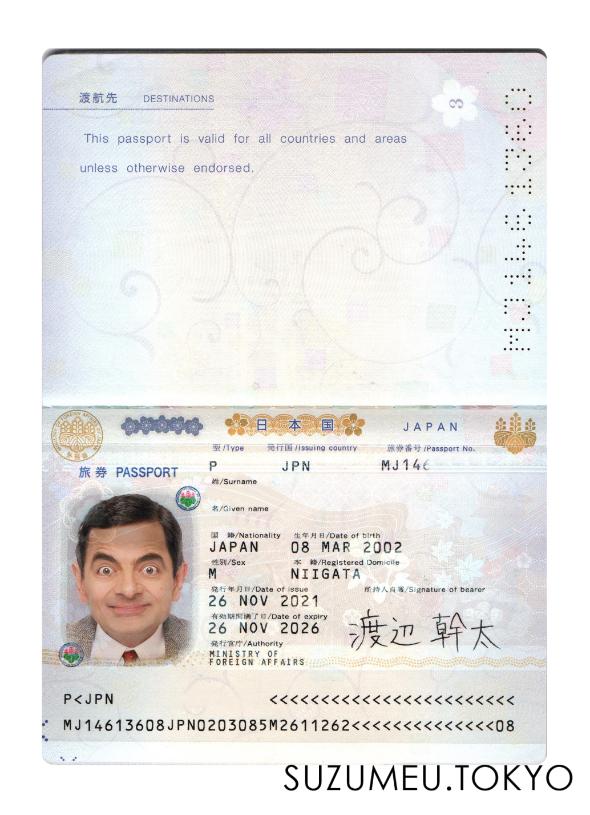 渡航先 DESTINATIONS
3
This passport is valid for all countries and areas
unless otherwise endorsed.
日本国 JAPAN
型/Type 発行国/Issuing country 旅券番号/Passport No.
旅券 PASSPORT
P JPN MJ146
姓/Surname
名/Given name
国籍/Nationality 生年月日/Date of birth
JAPAN 08 MAR 2002
性別/Sex 本籍/Registered Domicile
M NIIGATA
発行年月日/Date of issue 所持人自署/Signature of bearer
26 NOV 2021
有効期間満了日/Date of expiry
26 NOV 2026 渡辺 幹太
発行官庁/Authority
MINISTRY OF
FOREIGN AFFAIRS
P<JPN <<<<<<<<<<<<<<<<<<<<<<<<<
MJ14613608JPN0203085M2611262<<<<<<<<<<<<<<08
SUZUMEU.TOKYO